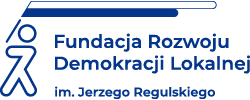 Fundacja Rozwoju
Demokracji Lokalnej
im. Jerzego Regulskiego